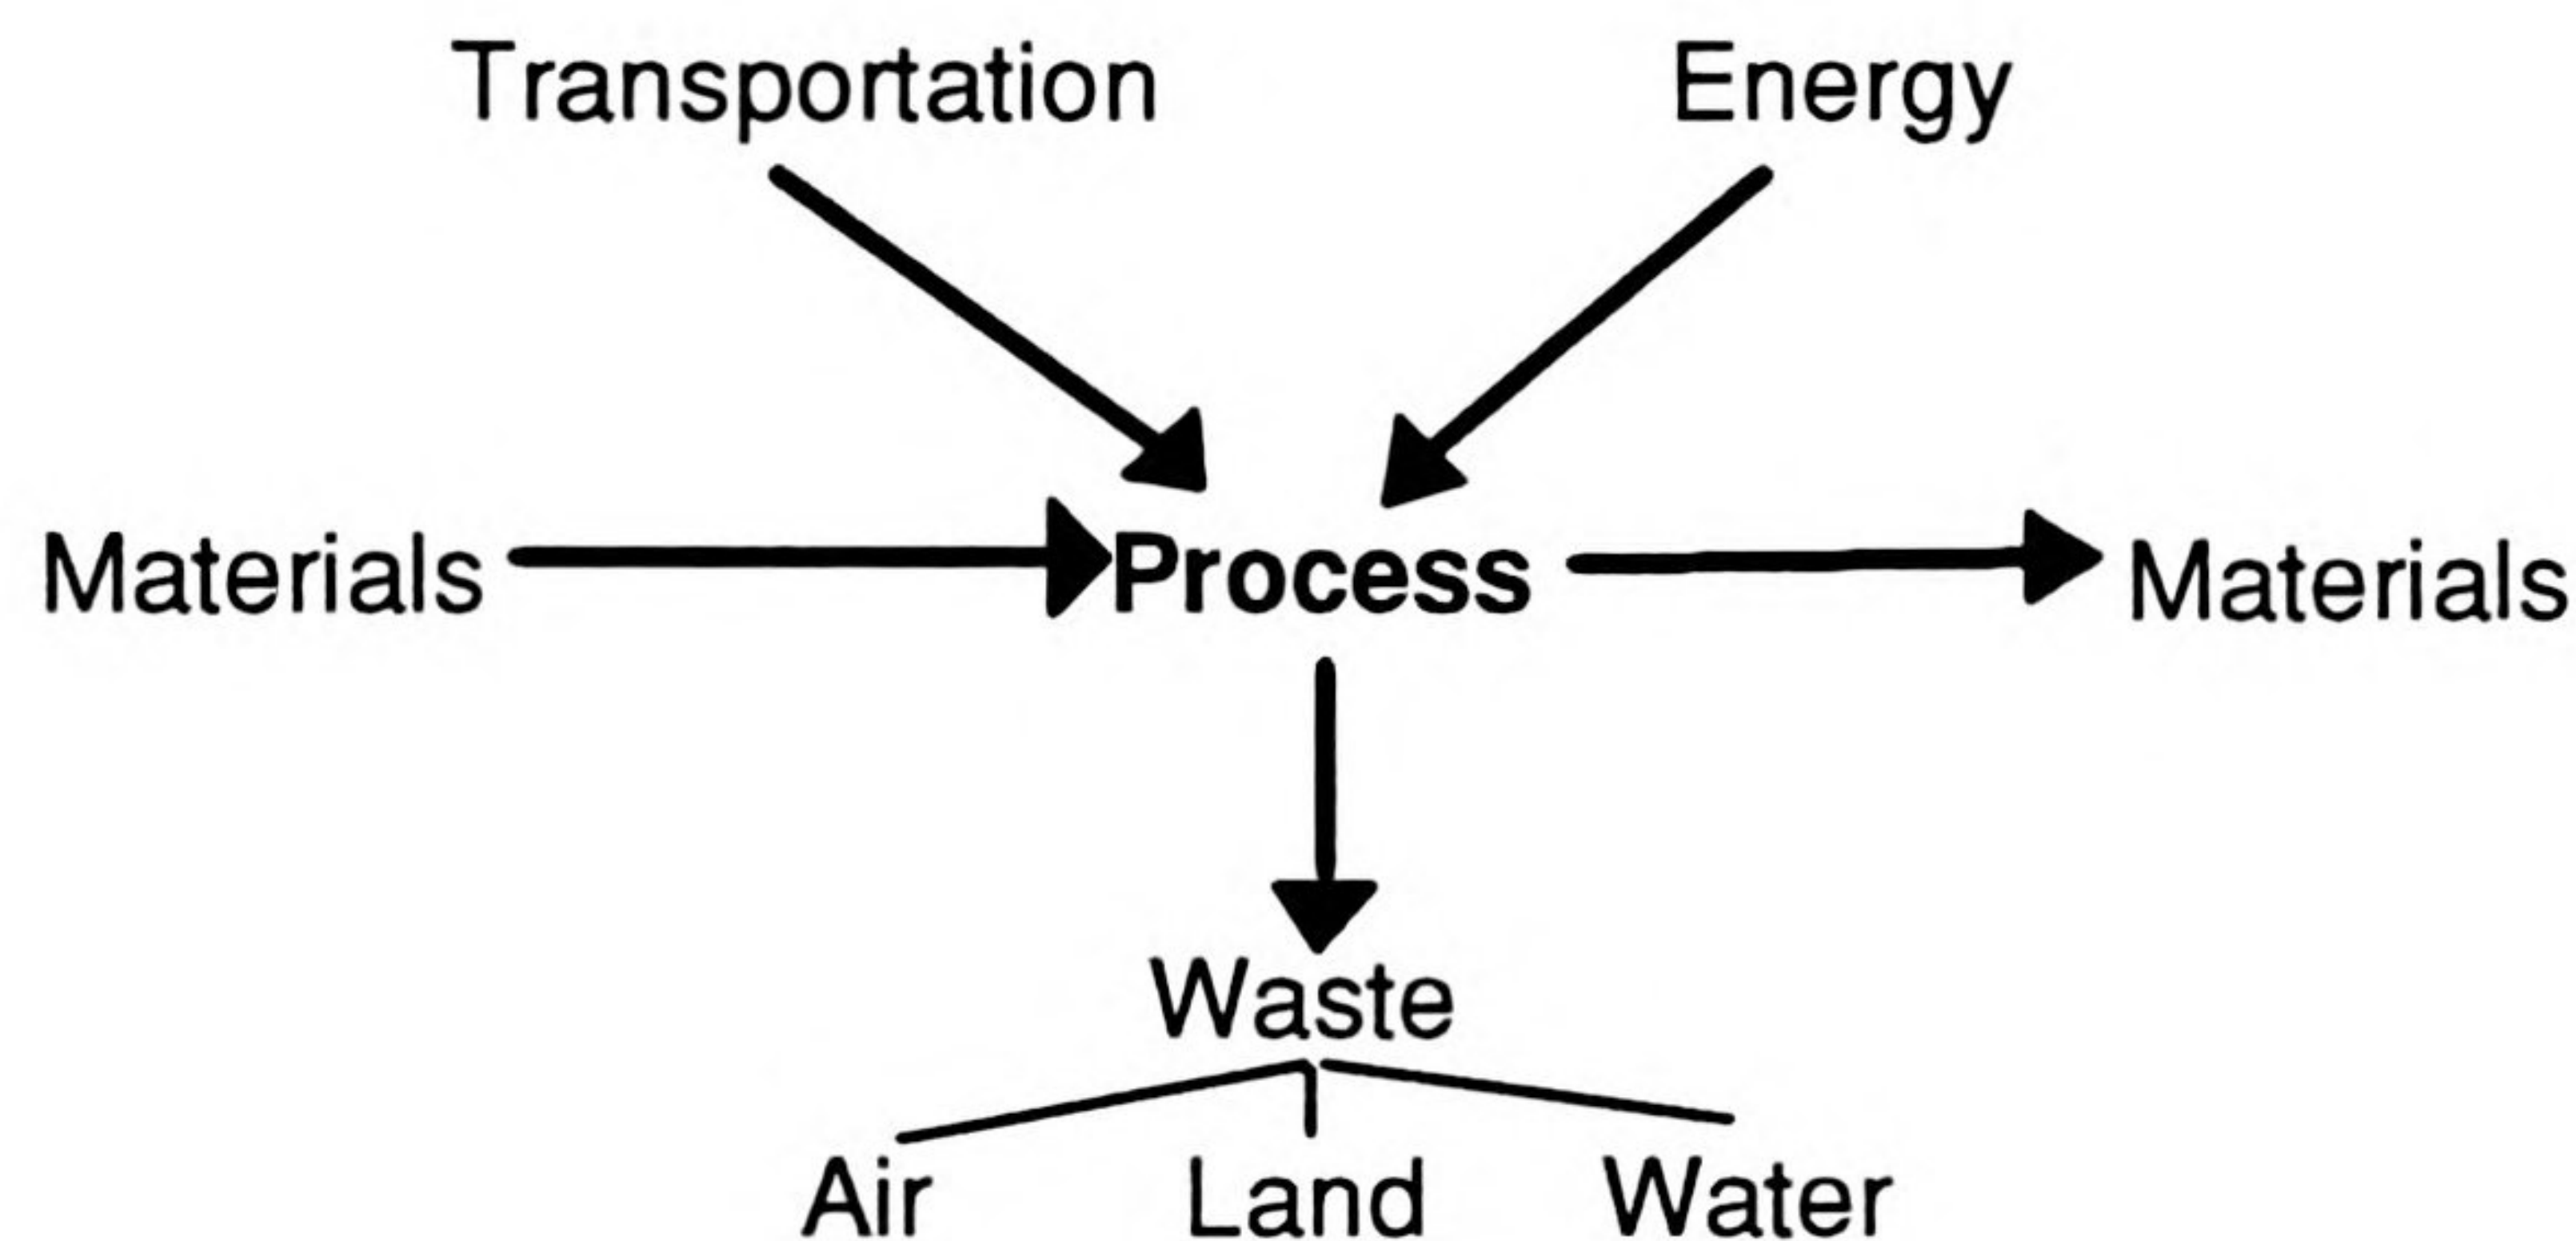 Transportation Energy
Materials Process Materials
Waste
Air Land Water